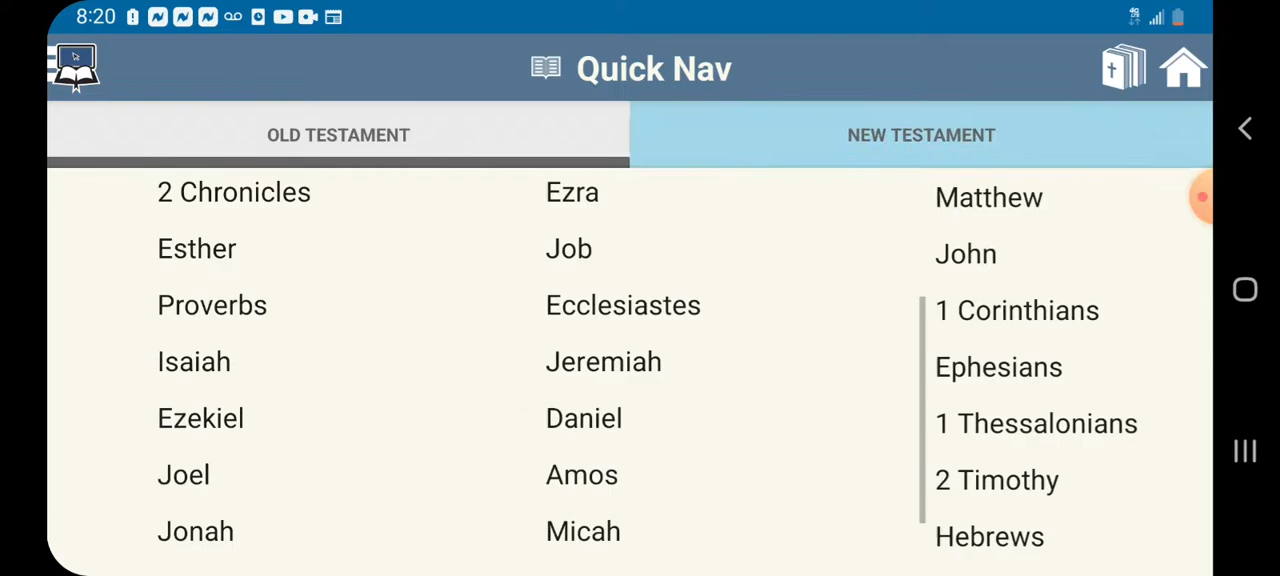 8:20
Quick Nav
OLD TESTAMENT NEW TESTAMENT
2 Chronicles Ezra Matthew
Esther Job John
Proverbs Ecclesiastes 1 Corinthians
Isaiah Jeremiah Ephesians
Ezekiel Daniel 1 Thessalonians
Joel Amos 2 Timothy
Jonah Micah Hebrews